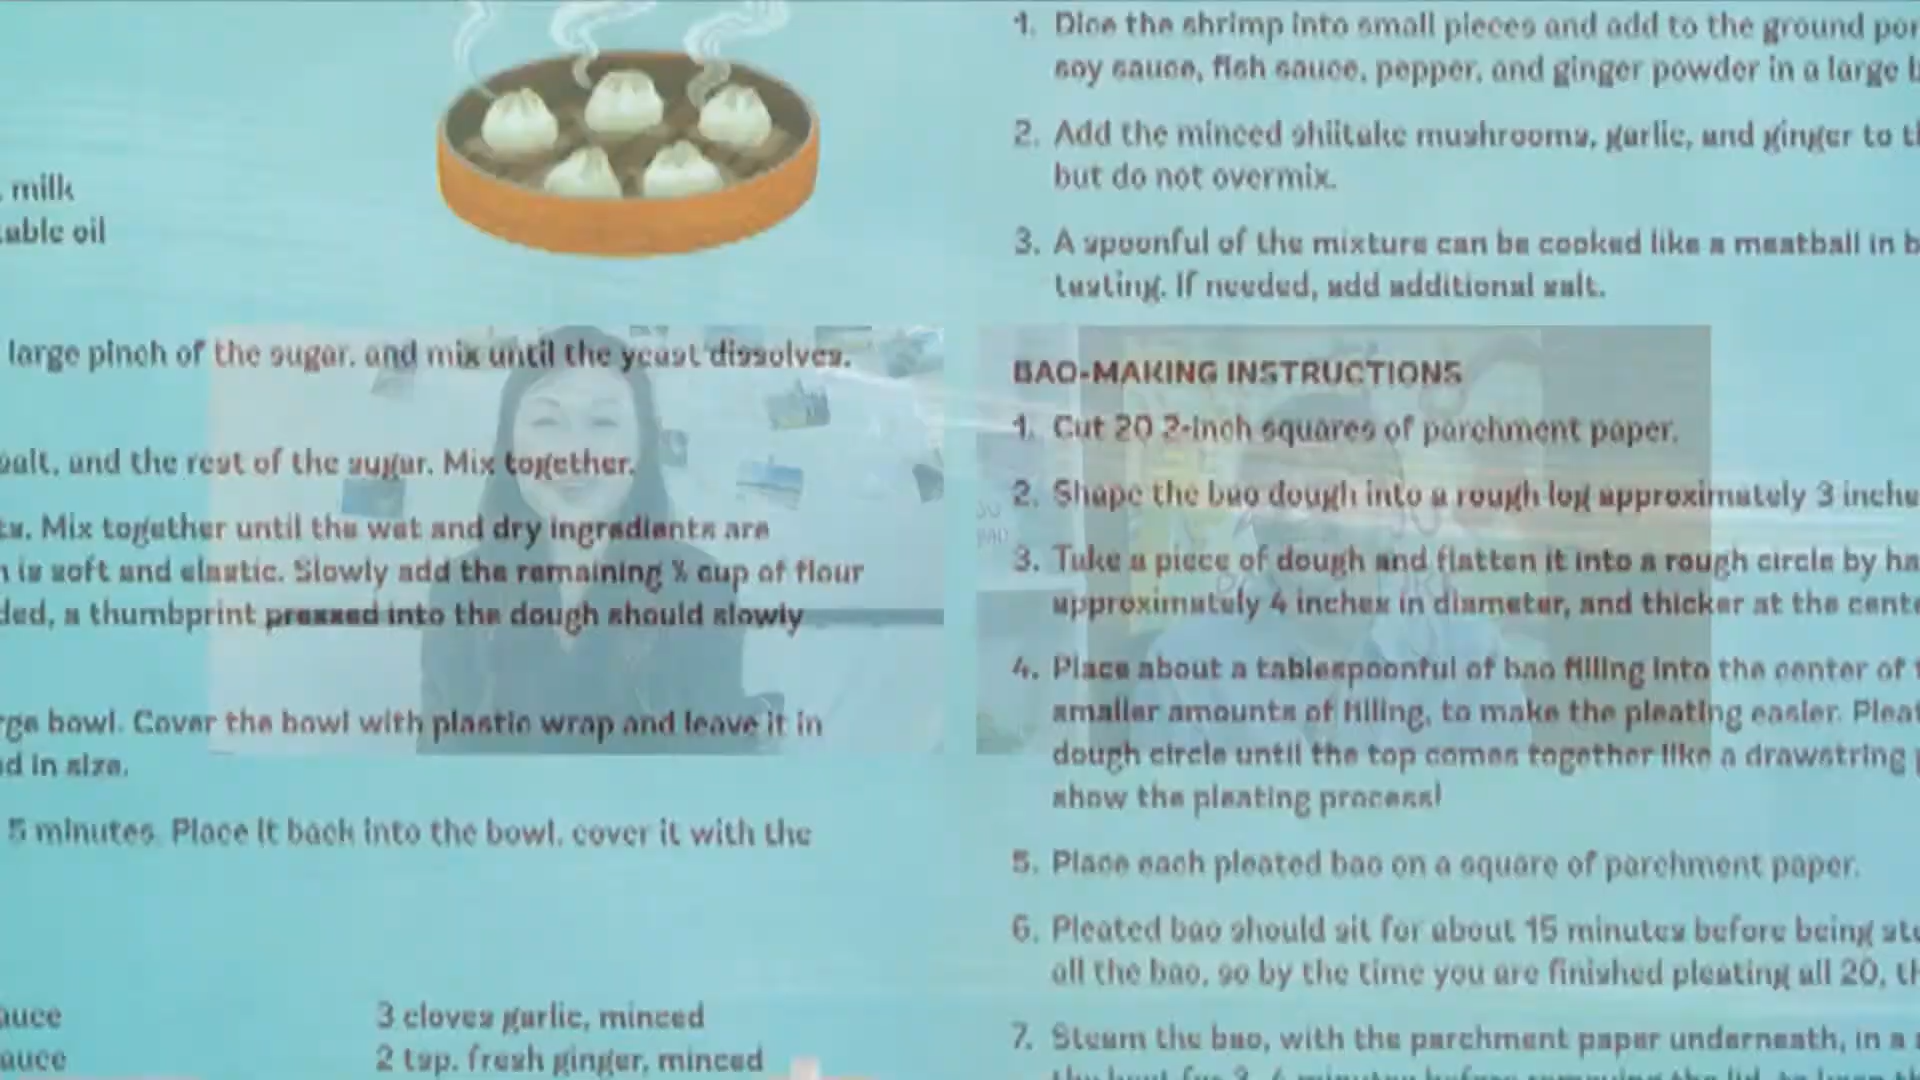 milk
able oil
large pinch of the sugar, and mix until the yeast dissolves.
salt, and the rest of the sugar. Mix together.
ts. Mix together until the wet and dry ingredients are
is soft and elastic. Slowly add the remaining ½ cup of flour
ded, a thumbprint pressed into the dough should slowly
rge bowl. Cover the bowl with plastic wrap and leave it in
d in size.
5 minutes. Place it back into the bowl, cover it with the
auce
auce
3 cloves garlic, minced
2 tsp. fresh ginger, minced
1. Dice the shrimp into small pieces and add to the ground por
soy sauce, fish sauce, pepper, and ginger powder in a large b
2. Add the minced shiitake mushrooms, garlic, and ginger to th
but do not overmix.
3. A spoonful of the mixture can be cooked like a meatball in b
tasting. If needed, add additional salt.
BAO-MAKING INSTRUCTIONS
1. Cut 20 2-inch squares of parchment paper.
2. Shape the bao dough into a rough log approximately 3 inche
3. Take a piece of dough and flatten it into a rough circle by ha
approximately 4 inches in diameter, and thicker at the cente
4. Place about a tablespoonful of bao filling into the center of
smaller amounts of filling, to make the pleating easier. Pleat
dough circle until the top comes together like a drawstring
show the pleating process!
5. Place each pleated bao on a square of parchment paper.
6. Pleated bao should sit for about 15 minutes before being ste
all the bao, so by the time you are finished pleating all 20, th
7. Steam the bao, with the parchment paper underneath, in a